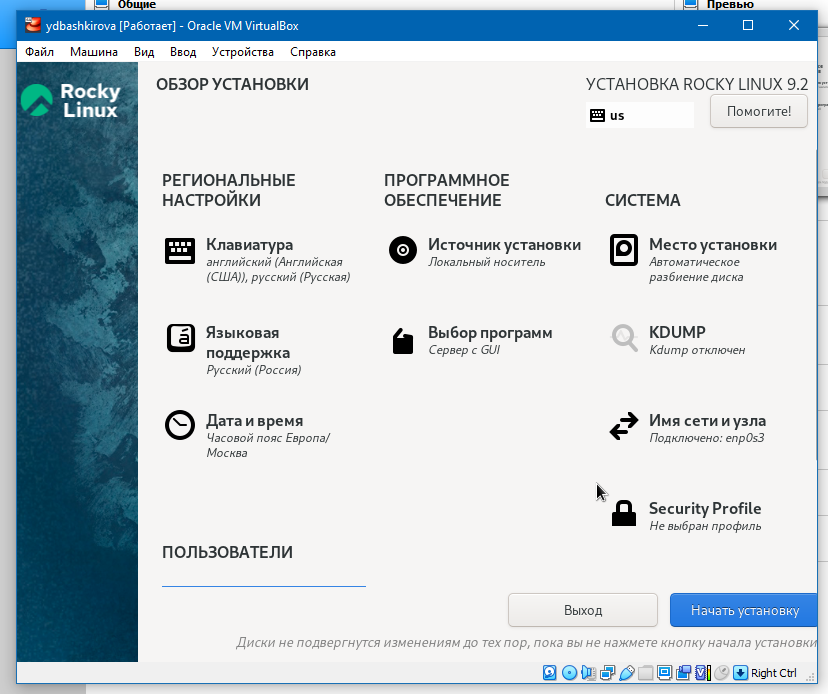 Общие
Превью
ydbashkirova [Работает] - Oracle VM VirtualBox
Файл Машина Вид Ввод Устройства Справка
Rocky
Linux
ОБЗОР УСТАНОВКИ
УСТАНОВКА ROCKY LINUX 9.2
us
Помогите!
РЕГИОНАЛЬНЫЕ
НАСТРОЙКИ
Клавиатура
английский (Английская
(США)), русский (Русская)
Языковая
поддержка
Русский (Россия)
Дата и время
Часовой пояс Европа/
Москва
ПРОГРАММНОЕ
ОБЕСПЕЧЕНИЕ
Источник установки
Локальный носитель
Выбор программ
Сервер с GUI
СИСТЕМА
Место установки
Автоматическое
разбиение диска
KDUMP
Kdump отключен
Имя сети и узла
Подключено: enp0s3
Security Profile
Не выбран профиль
ПОЛЬЗОВАТЕЛИ
Выход
Начать установку
Диски не подвергнутся изменениям до тех пор, пока вы не нажмете кнопку начала установки
Right Ctrl